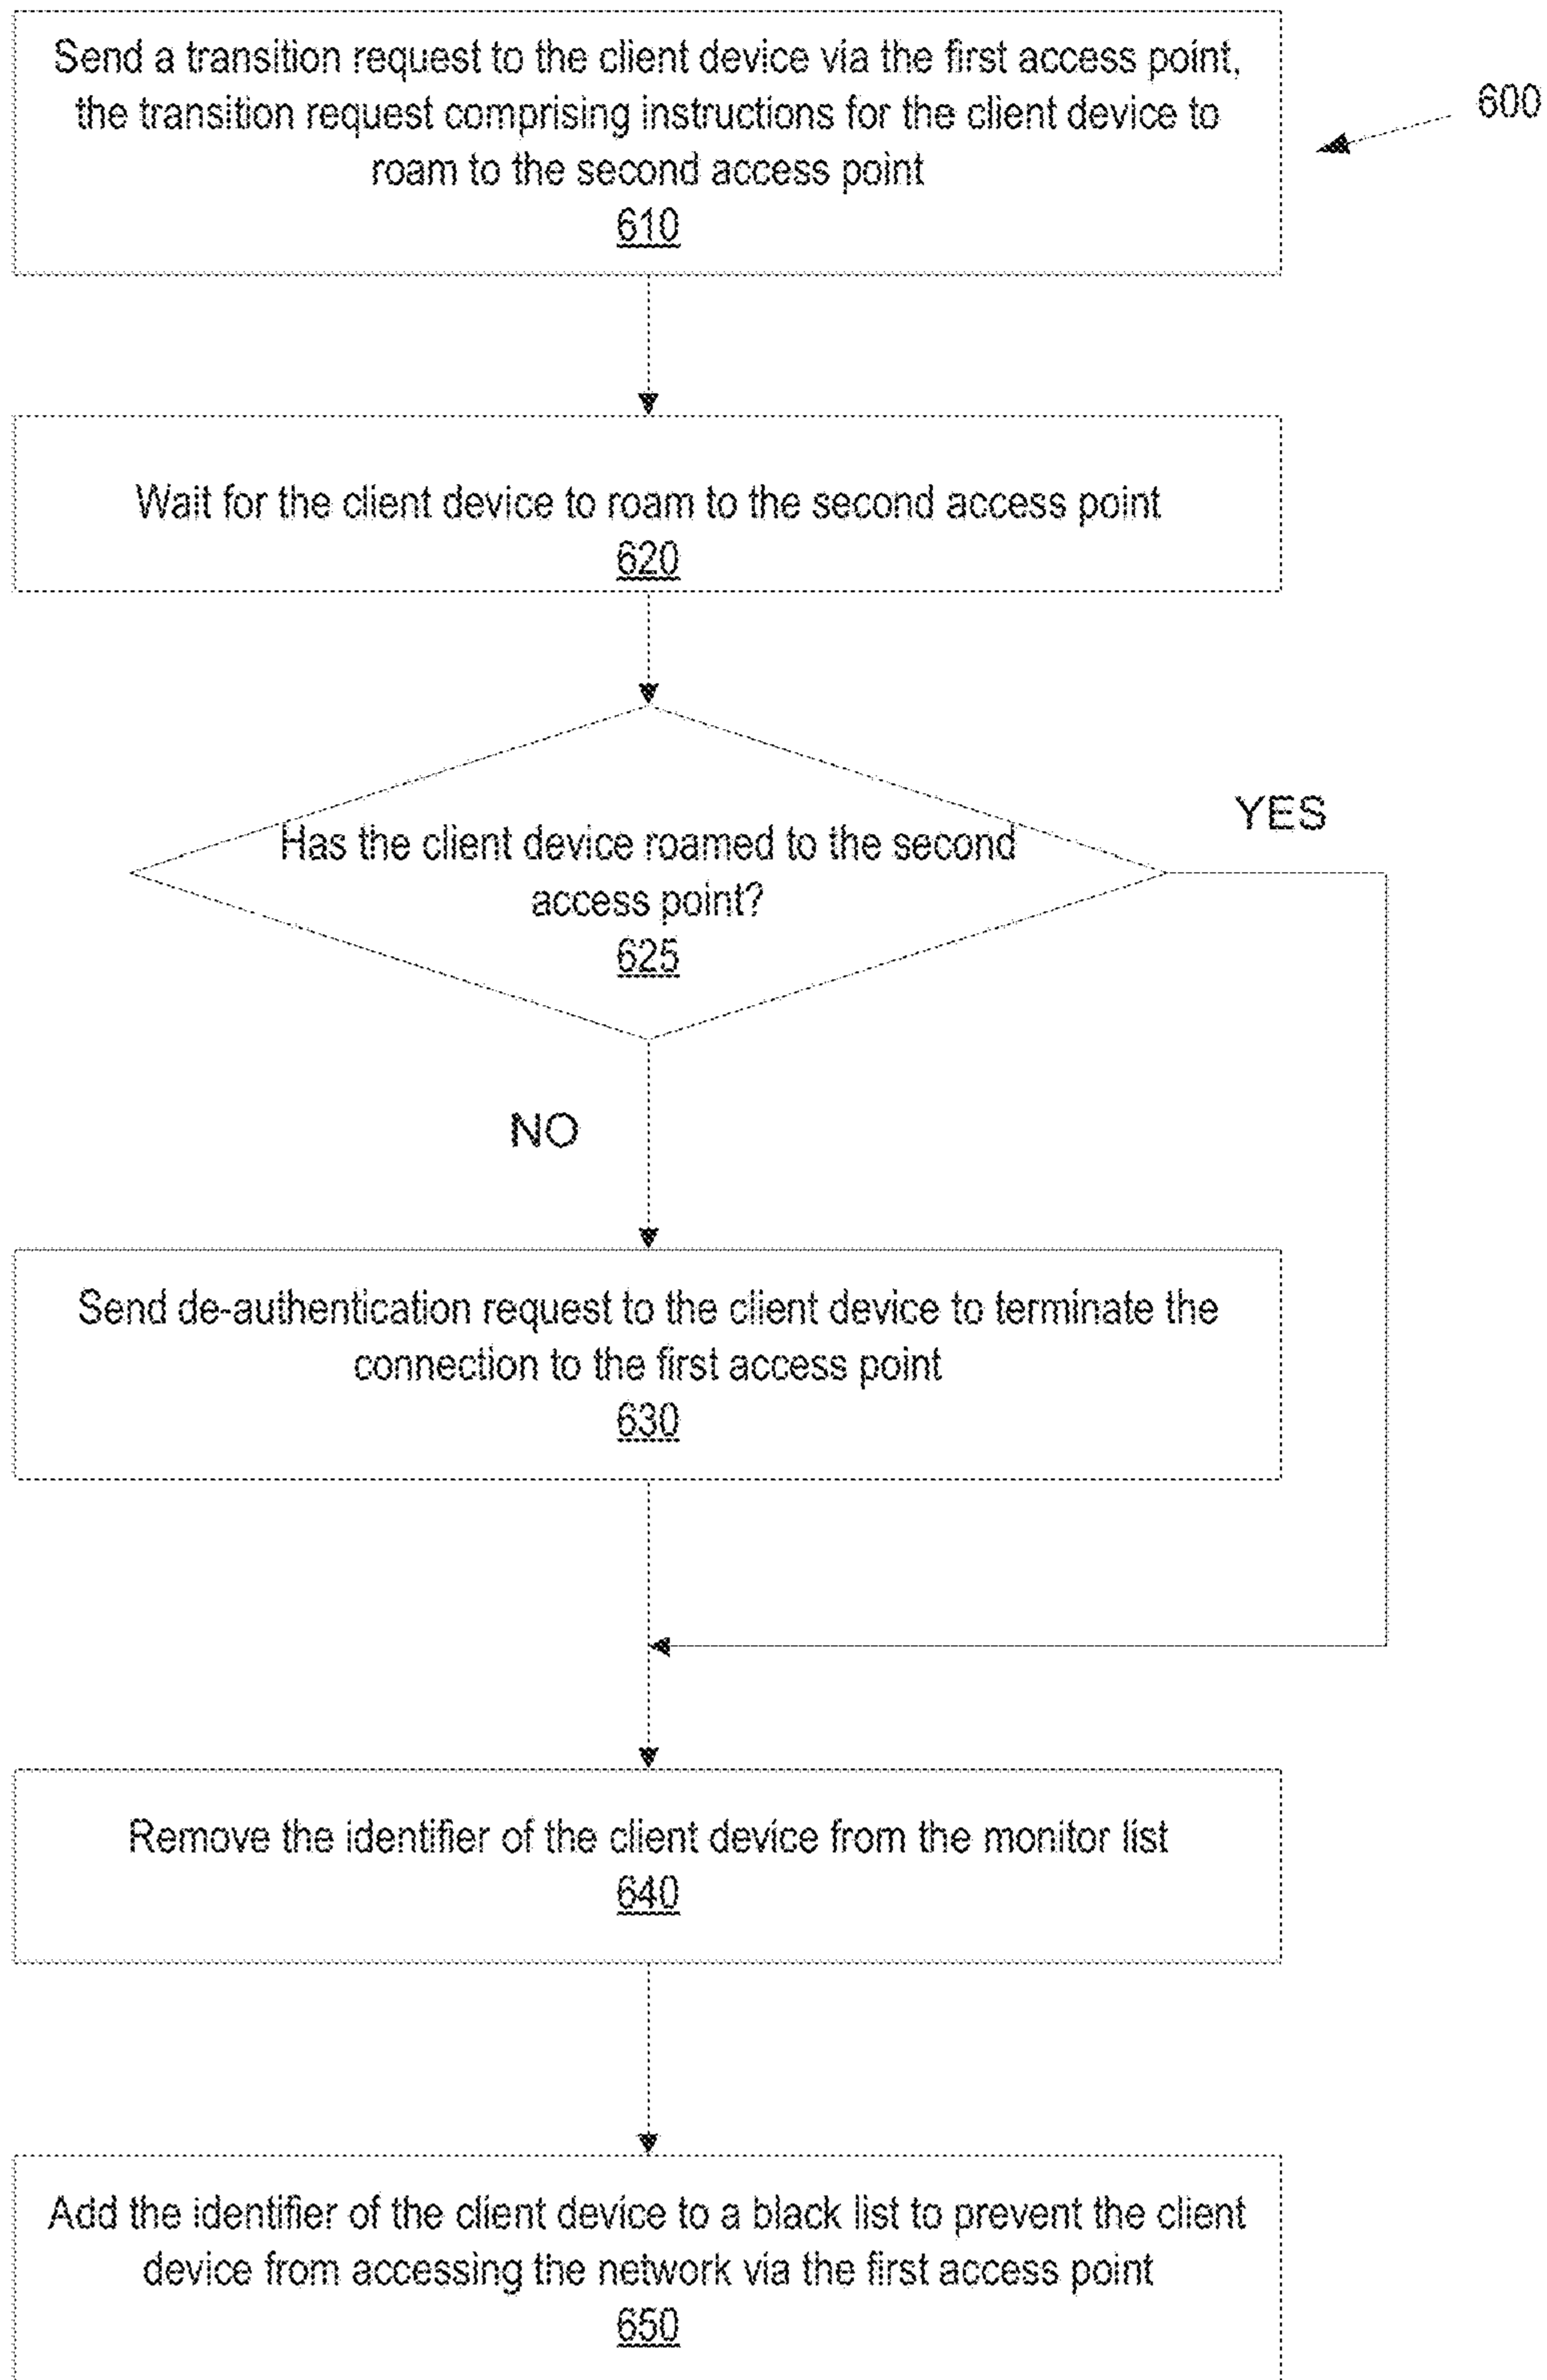 Send a transition request to the client device via the first access point,
the transition request comprising instructions for the client device to
roam to the second access point
610
600
Wait for the client device to roam to the second access point
620
Has the client device roamed to the second
access point?
625
YES
NO
Send de-authentication request to the client device to terminate the
connection to the first access point
630
Remove the identifier of the client device from the monitor list
640
Add the identifier of the client device to a black list to prevent the client
device from accessing the network via the first access point
650